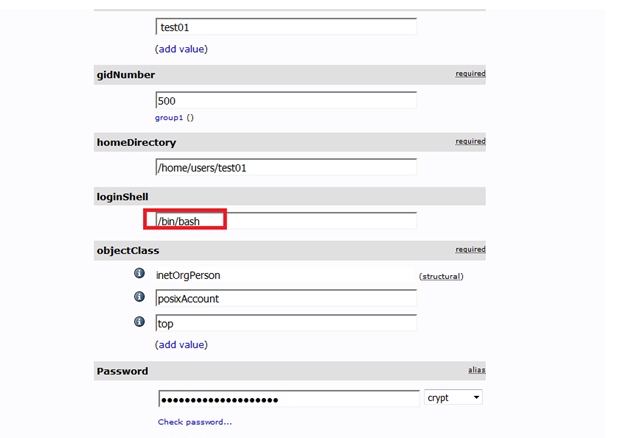 test01
(add value)
gidNumber required
500
group1 ()
homeDirectory required
/home/users/test01
loginShell
/bin/bash
objectClass required
inetOrgPerson (structural)
posixAccount
top
(add value)
Password alias
•••••••••••••••••••• crypt
Check password...